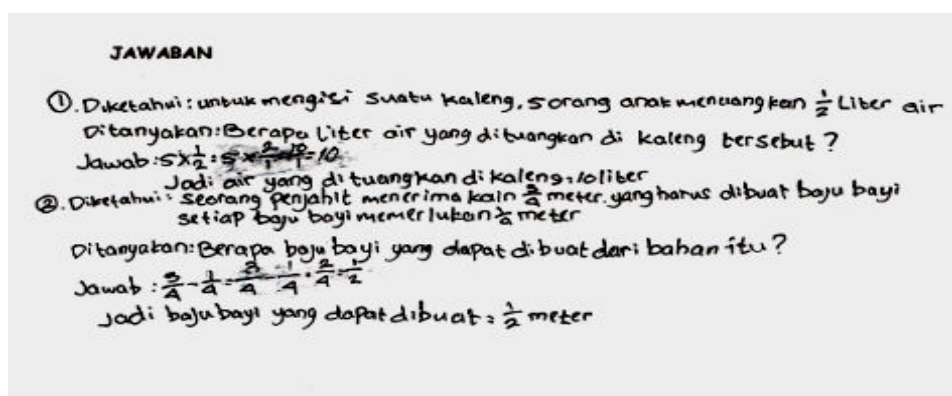 JAWABAN
①. Diketahui: untuk mengisi suatu kaleng, 5 orang anak menuangkan 1/2 Liter air
Ditanyakan: Berapa Liter air yang dituangkan di kaleng tersebut?
Jawab: 5 x 1/2 = 5 x 2/1 = 10/1 = 10
Jadi air yang dituangkan di kaleng = 10 liter
②. Diketahui: Seorang penjahit menerima kain 3/4 meter. yang harus dibuat baju bayi
setiap baju bayi memerlukan 1/4 meter
Ditanyakan: Berapa baju bayi yang dapat dibuat dari bahan itu?
Jawab: 3/4 - 1/4 = 3/4 - 1/4 = 2/4 = 1/2
Jadi baju bayi yang dapat dibuat = 1/2 meter